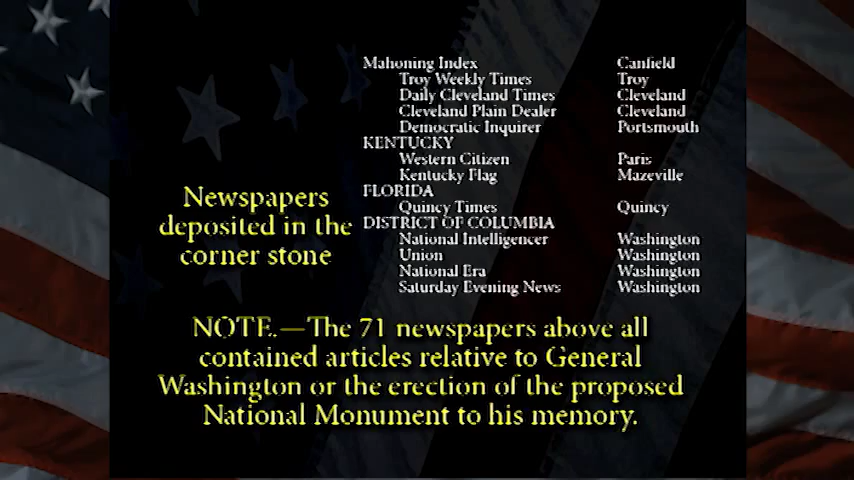 Mahoning Index Canfield
Troy Weekly Times Troy
Daily Cleveland Times Cleveland
Cleveland Plain Dealer Cleveland
Democratic Inquirer Portsmouth
KENTUCKY
Western Citizen Paris
Kentucky Flag Mazeville
FLORIDA
Quincy Times Quincy
DISTRICT OF COLUMBIA
National Intelligencer Washington
Union Washington
National Era Washington
Saturday Evening News Washington
Newspapers
deposited in the
corner stone
NOTE.—The 71 newspapers above all
contained articles relative to General
Washington or the erection of the proposed
National Monument to his memory.